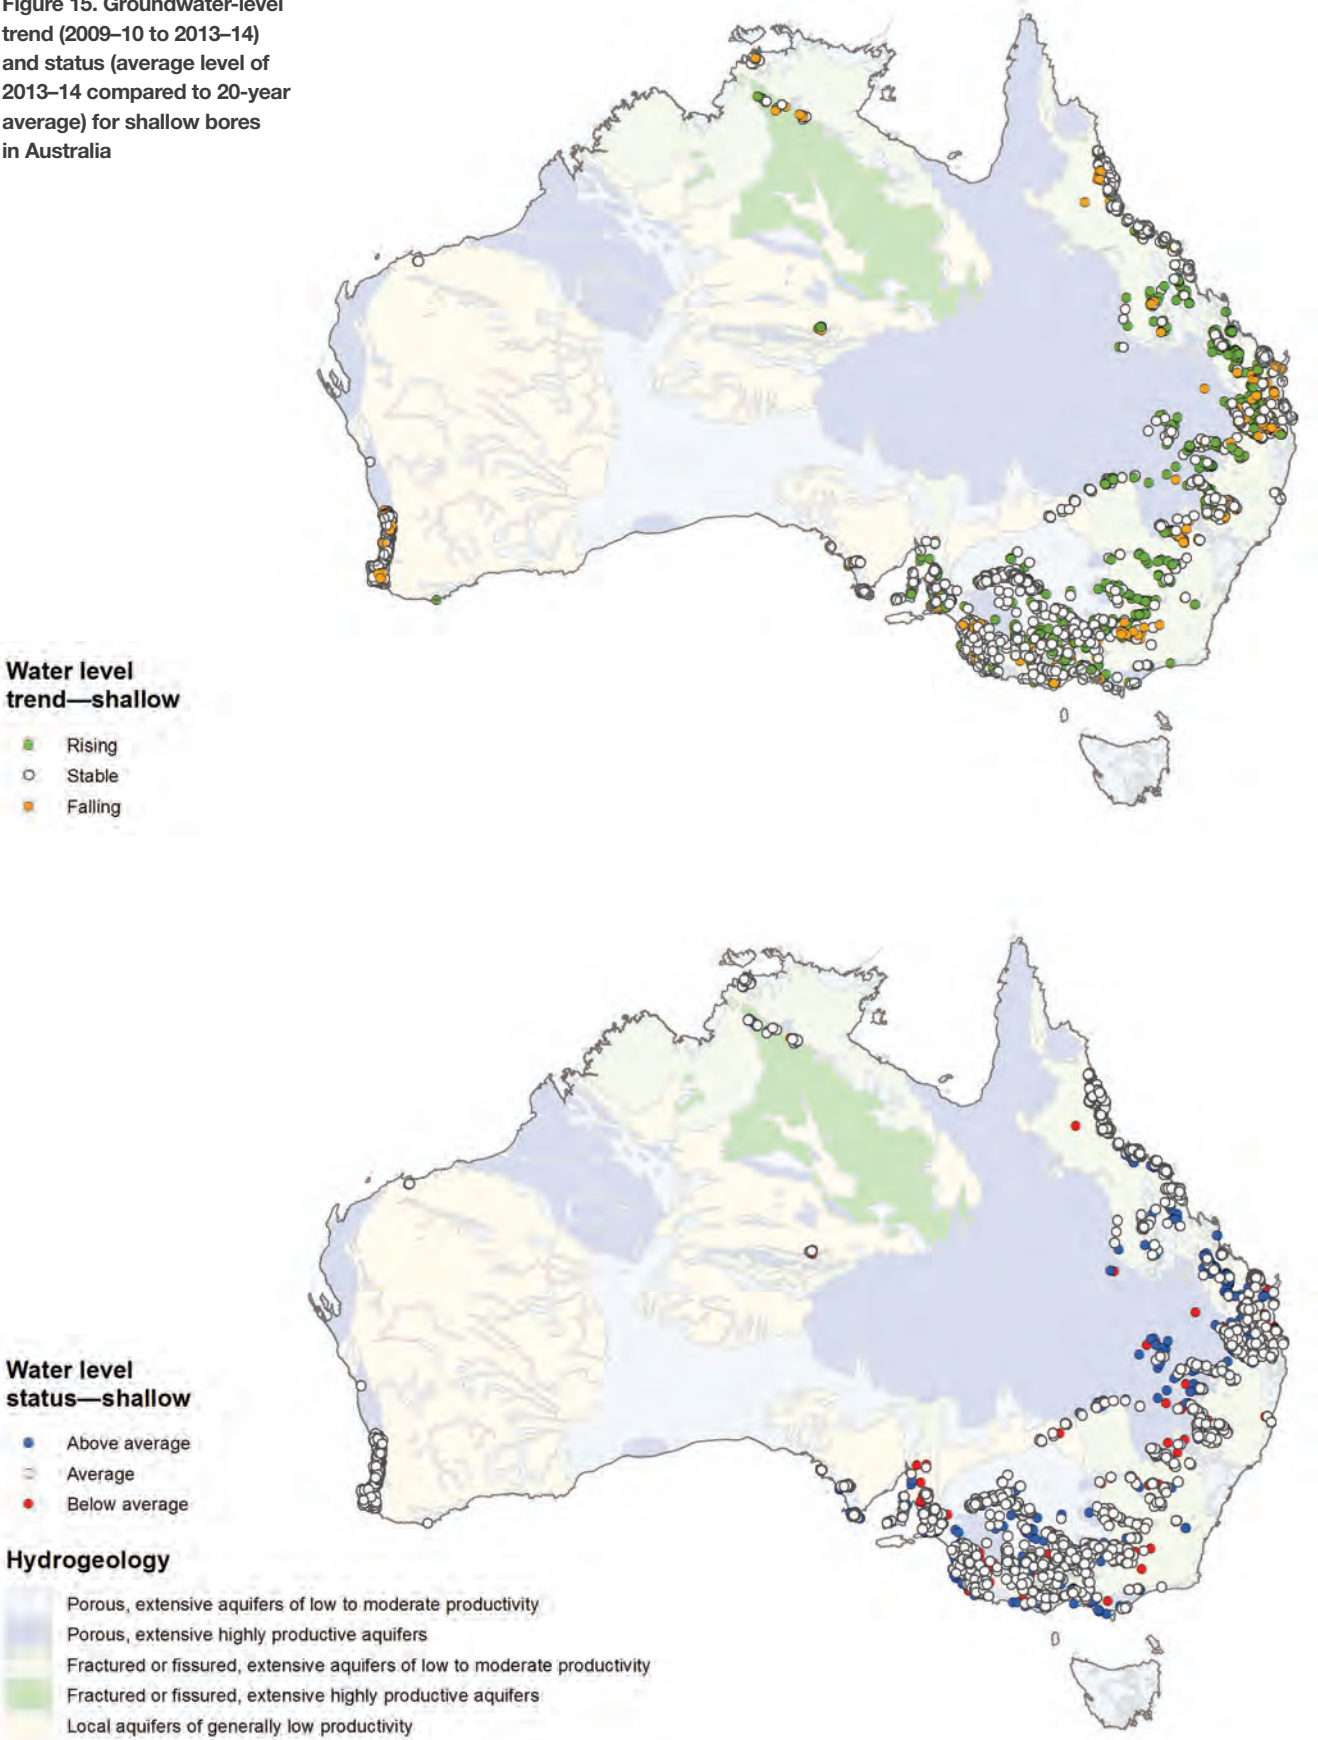 Figure 15. Groundwater-level
trend (2009–10 to 2013–14)
and status (average level of
2013–14 compared to 20-year
average) for shallow bores
in Australia
Water level
trend—shallow
Rising
Stable
Falling
Water level
status—shallow
Above average
Average
Below average
Hydrogeology
Porous, extensive aquifers of low to moderate productivity
Porous, extensive highly productive aquifers
Fractured or fissured, extensive aquifers of low to moderate productivity
Fractured or fissured, extensive highly productive aquifers
Local aquifers of generally low productivity